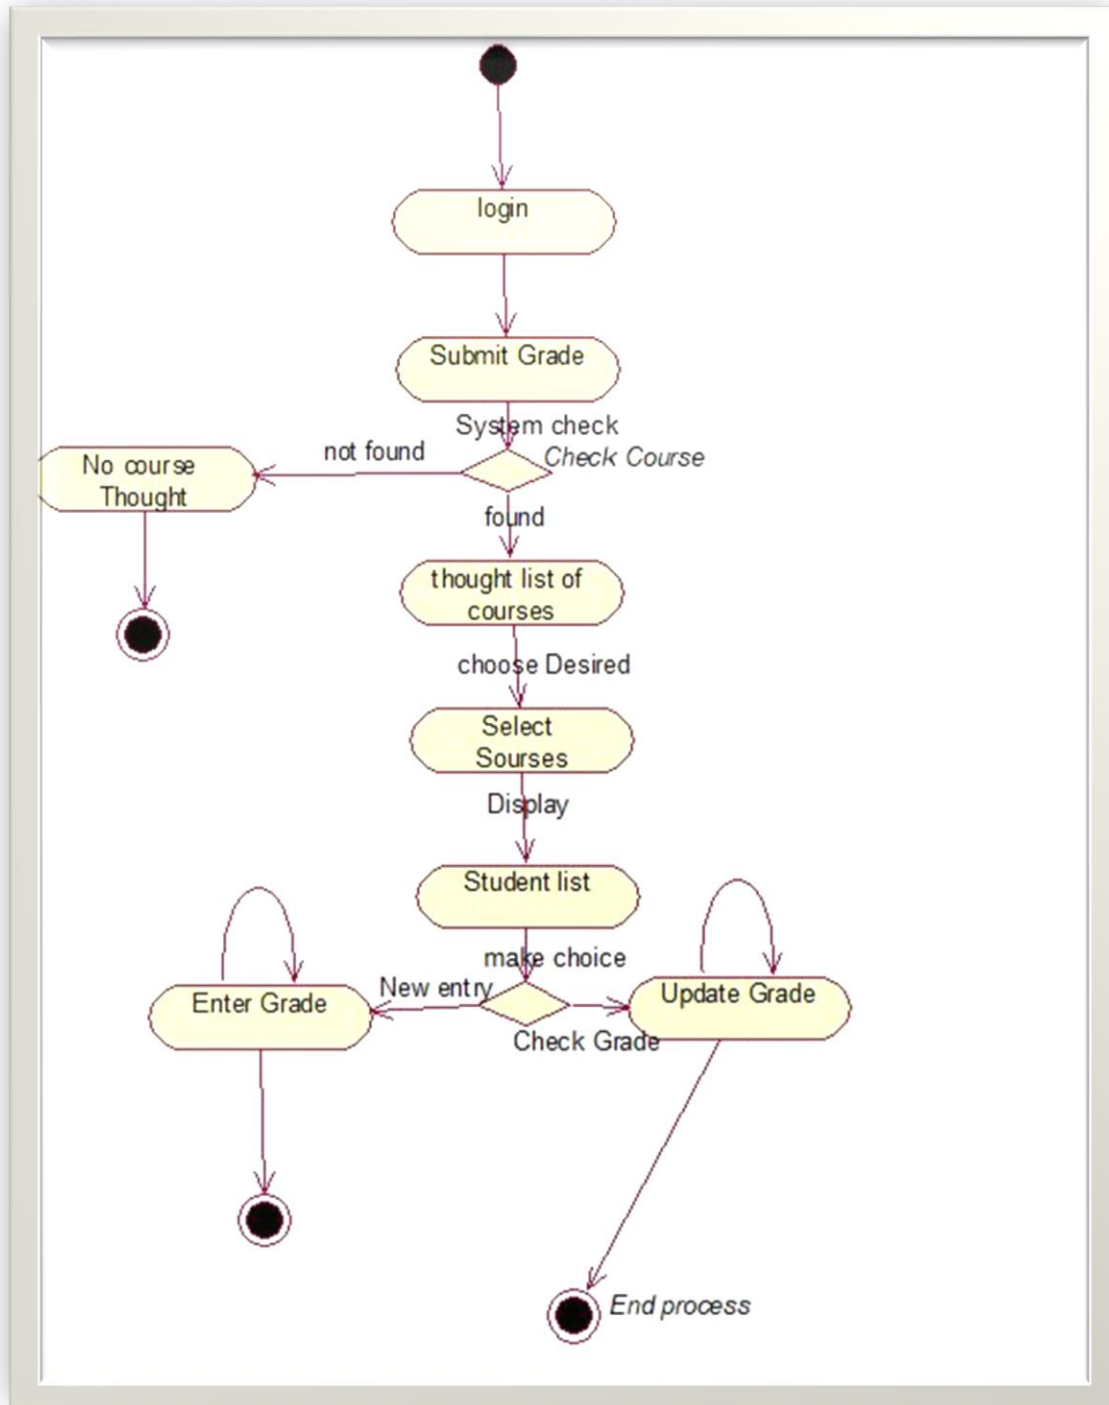 login
Submit Grade
System check
Check Course
not found
No course
Thought
found
thought list of
courses
choose Desired
Select
Sourses
Display
Student list
make choice
New entry
Enter Grade
Update Grade
Check Grade
End process